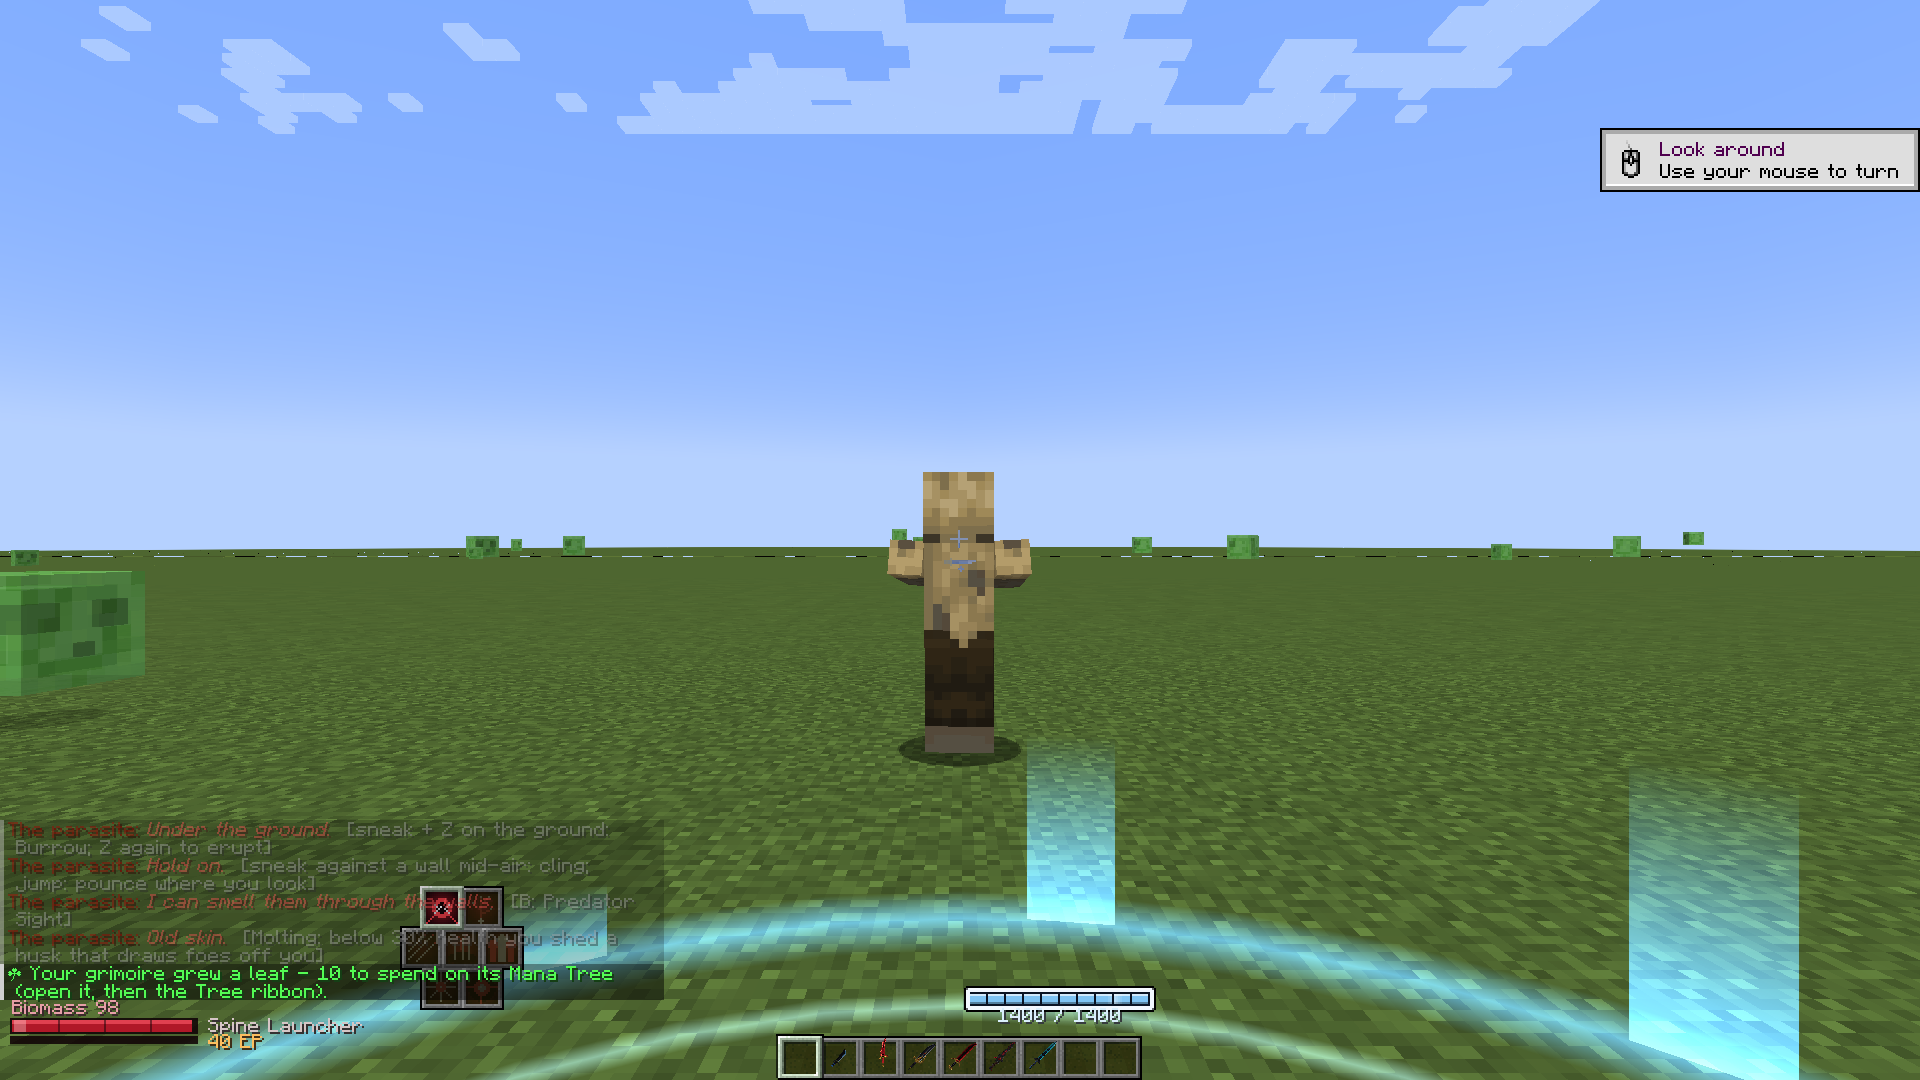 Look around
Use your mouse to turn
The parasite: Under the ground. [sneak + Z on the ground:
Burrow; Z again to erupt]
The parasite: Hold on. [sneak against a wall mid-air: cling;
jump: pounce where you look]
The parasite: I can smell them through the walls. [B: Predator
Sight]
The parasite: Old skin. [Molting: below 30% health you shed a
husk that draws foes off you]
☘ Your grimoire grew a leaf – 10 to spend on its Mana Tree
(open it, then the Tree ribbon).
Biomass 98
Spine Launcher
40 EP
1400 / 1400